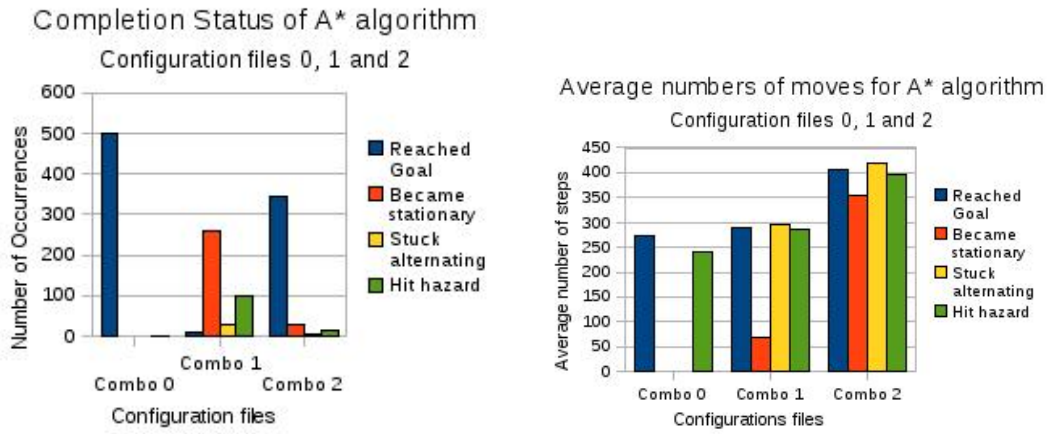 Completion Status of A* algorithm
Configuration files 0, 1 and 2
600
500
400
300
200
100
0
Number of Occurrences
Combo 0
Combo 1
Combo 2
Configuration files
Reached
Goal
Became
stationary
Stuck
alternating
Hit hazard
Average numbers of moves for A* algorithm
Configuration files 0, 1 and 2
450
400
350
300
250
200
150
100
50
0
Average number of steps
Combo 0
Combo 1
Combo 2
Configurations files
Reached
Goal
Became
stationary
Stuck
alternating
Hit hazard